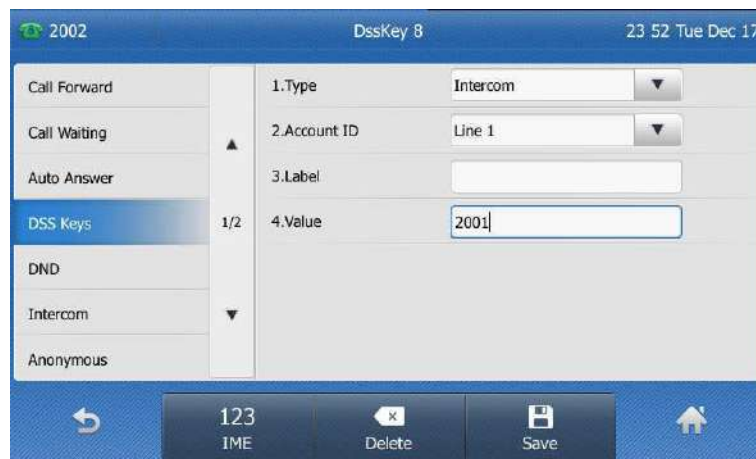 2002 DssKey 8 23 52 Tue Dec 17
Call Forward
Call Waiting
Auto Answer
DSS Keys
DND
Intercom
Anonymous
1/2
1.Type Intercom
2.Account ID Line 1
3.Label
4.Value 2001
123
IME
Delete
Save